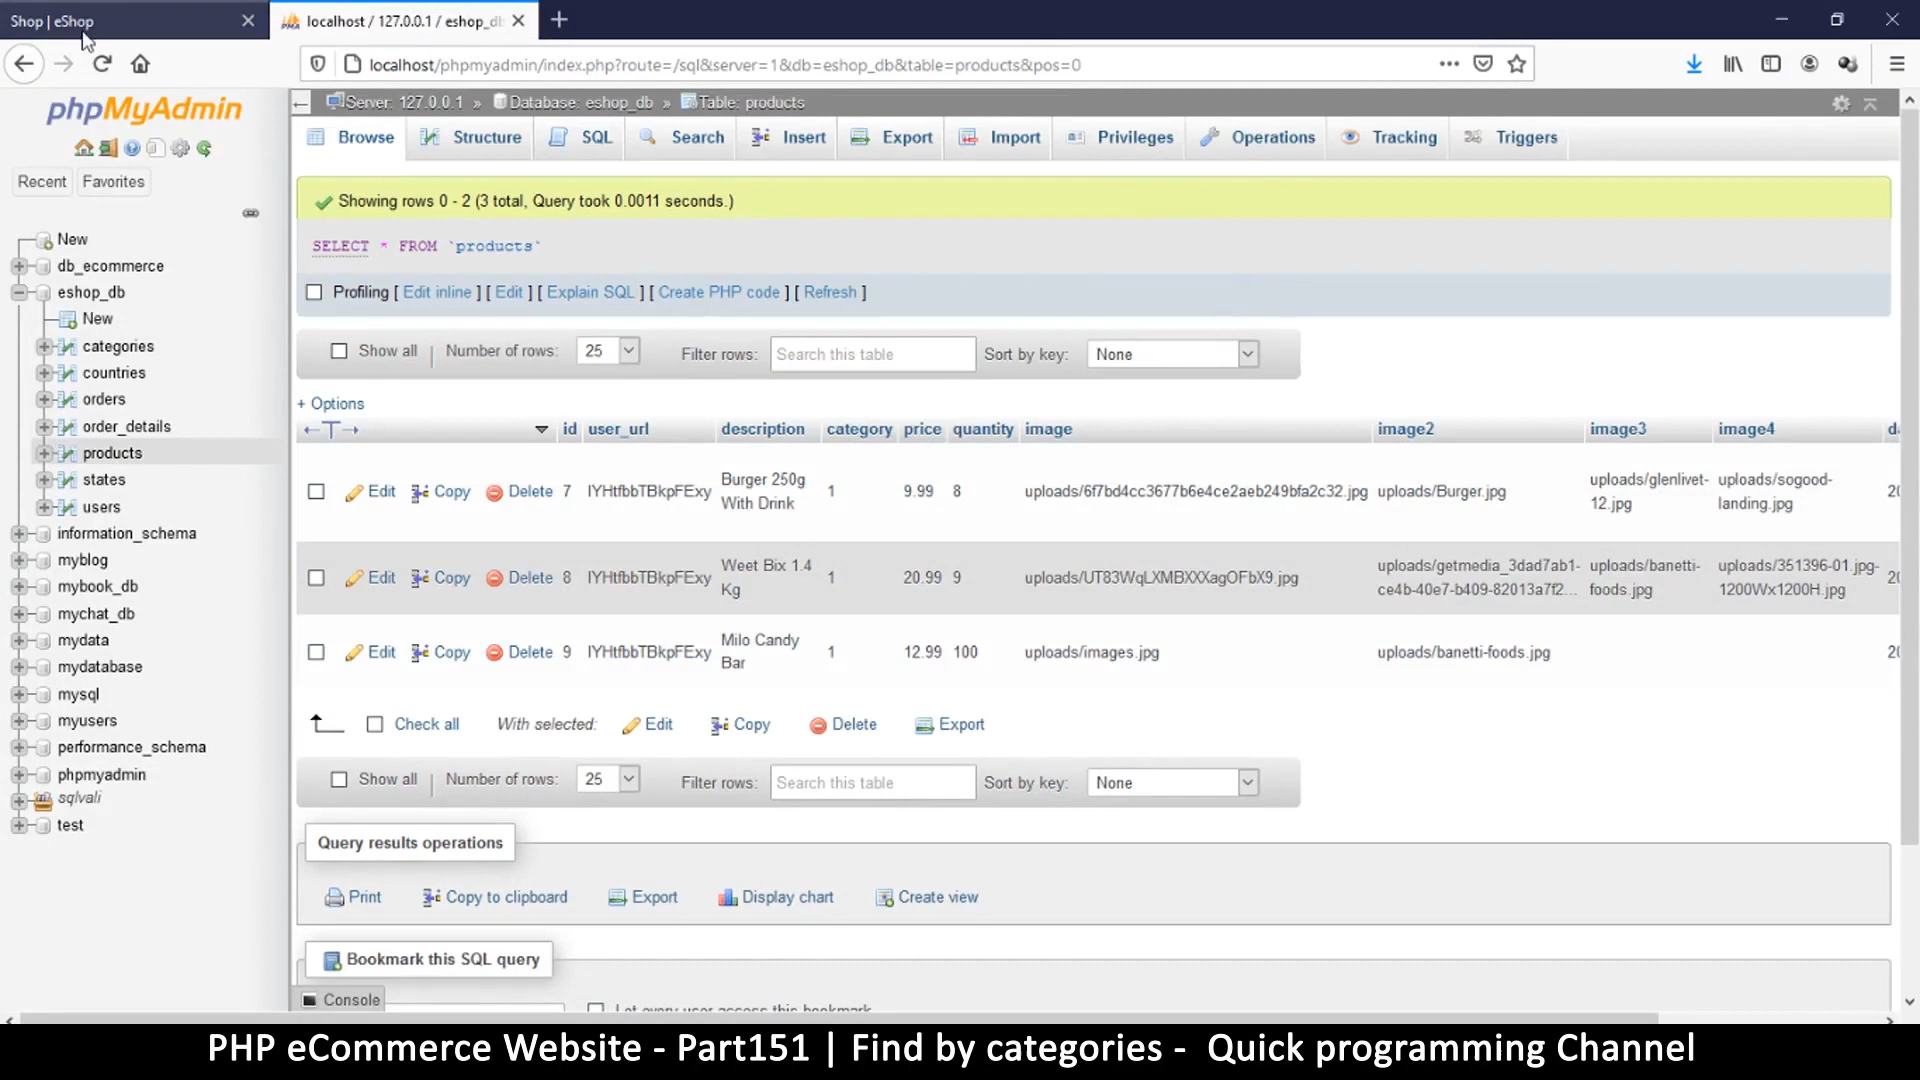 Shop | eShop
localhost / 127.0.0.1 / eshop_db
localhost/phpmyadmin/index.php?route=/sql&server=1&db=eshop_db&table=products&pos=0
phpMyAdmin
Recent Favorites
New
db_ecommerce
eshop_db
New
categories
countries
orders
order_details
products
states
users
information_schema
myblog
mybook_db
mychat_db
mydata
mydatabase
mysql
myusers
performance_schema
phpmyadmin
sqlvali
test
Server: 127.0.0.1 » Database: eshop_db » Table: products
Browse Structure SQL Search Insert Export Import Privileges Operations Tracking Triggers
Showing rows 0 - 2 (3 total, Query took 0.0011 seconds.)
SELECT * FROM `products`
Profiling [ Edit inline ] [ Edit ] [ Explain SQL ] [ Create PHP code ] [ Refresh ]
Show all | Number of rows: 25 Filter rows: Search this table Sort by key: None
+ Options
←T→ id user_url description category price quantity image image2 image3 image4
Edit Copy Delete 7 IYHtfbbTBkpFExy Burger 250g With Drink 1 9.99 8 uploads/6f7bd4cc3677b6e4ce2aeb249bfa2c32.jpg uploads/Burger.jpg uploads/glenlivet-12.jpg uploads/sogood-landing.jpg
Edit Copy Delete 8 IYHtfbbTBkpFExy Weet Bix 1.4 Kg 1 20.99 9 uploads/UT83WqLXMBXXXagOFbX9.jpg uploads/getmedia_3dad7ab1-ce4b-40e7-b409-82013a7f2... uploads/banetti-foods.jpg uploads/351396-01.jpg-1200Wx1200H.jpg
Edit Copy Delete 9 IYHtfbbTBkpFExy Milo Candy Bar 1 12.99 100 uploads/images.jpg uploads/banetti-foods.jpg
Check all With selected: Edit Copy Delete Export
Show all | Number of rows: 25 Filter rows: Search this table Sort by key: None
Query results operations
Print Copy to clipboard Export Display chart Create view
Bookmark this SQL query
Console
Let every user access this bookmark
PHP eCommerce Website - Part151 | Find by categories - Quick programming Channel